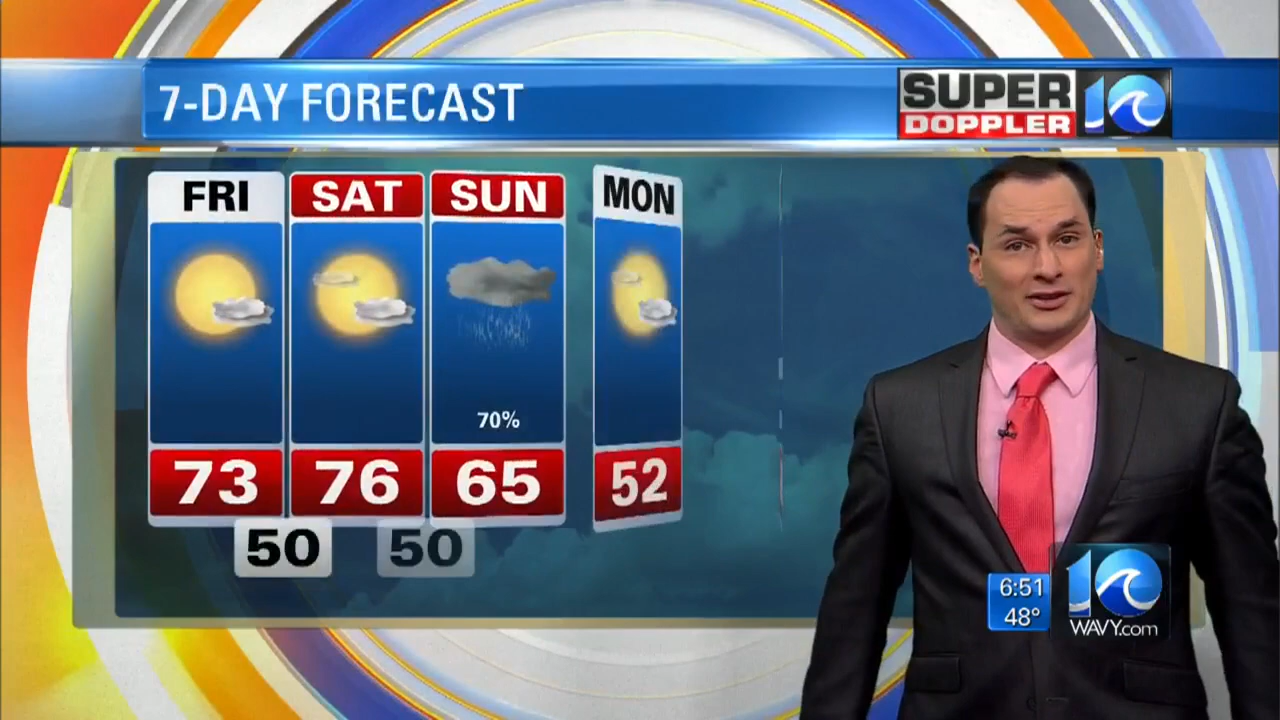 7-DAY FORECAST
SUPER
DOPPLER
10
FRI
SAT
SUN
MON
70%
73
76
65
52
50
50
6:51
48°
10
WAVY.com